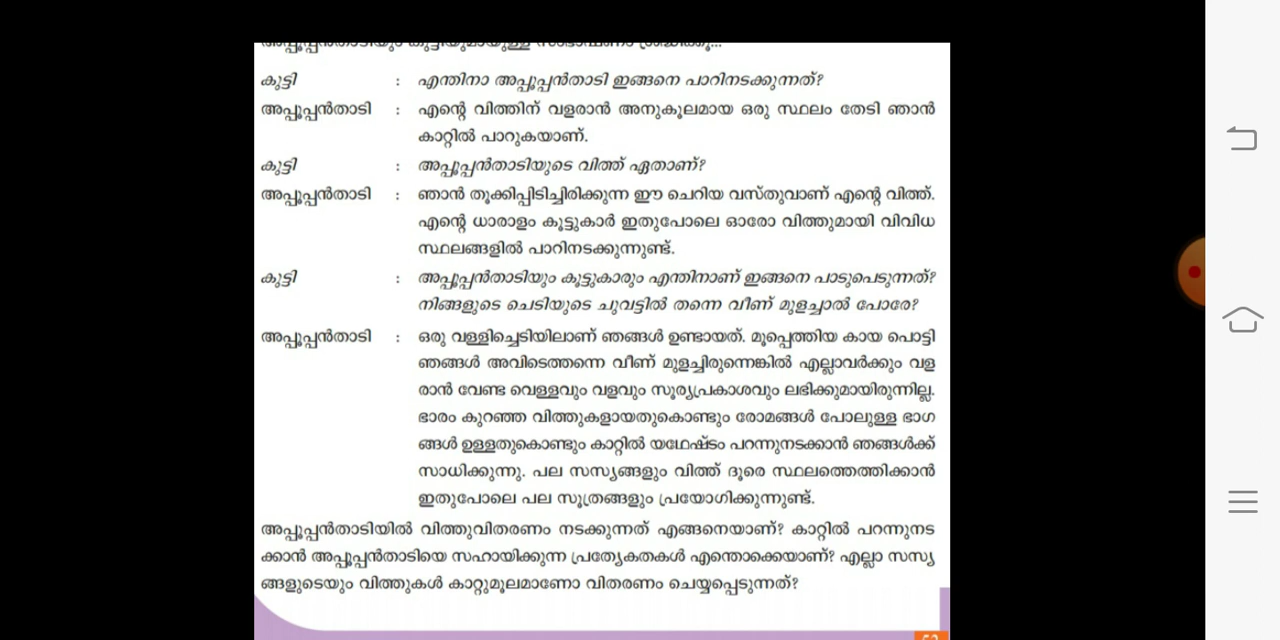 അപ്പൂപ്പൻതാടിയും കുട്ടിയുമായുള്ള സംഭാഷണം ശ്രദ്ധിക്കൂ...
കുട്ടി : എന്തിനാ അപ്പൂപ്പൻതാടി ഇങ്ങനെ പാറിനടക്കുന്നത്?
അപ്പൂപ്പൻതാടി : എന്റെ വിത്തിന് വളരാൻ അനുകൂലമായ ഒരു സ്ഥലം തേടി ഞാൻ
കാറ്റിൽ പാറുകയാണ്.
കുട്ടി : അപ്പൂപ്പൻതാടിയുടെ വിത്ത് ഏതാണ്?
അപ്പൂപ്പൻതാടി : ഞാൻ തൂക്കിപ്പിടിച്ചിരിക്കുന്ന ഈ ചെറിയ വസ്തുവാണ് എന്റെ വിത്ത്.
എന്റെ ധാരാളം കൂട്ടുകാർ ഇതുപോലെ ഓരോ വിത്തുമായി വിവിധ
സ്ഥലങ്ങളിൽ പാറിനടക്കുന്നുണ്ട്.
കുട്ടി : അപ്പൂപ്പൻതാടിയും കൂട്ടുകാരും എന്തിനാണ് ഇങ്ങനെ പാടുപെടുന്നത്?
നിങ്ങളുടെ ചെടിയുടെ ചുവട്ടിൽ തന്നെ വീണ് മുളച്ചാൽ പോരേ?
അപ്പൂപ്പൻതാടി : ഒരു വള്ളിച്ചെടിയിലാണ് ഞങ്ങൾ ഉണ്ടായത്. മൂപ്പെത്തിയ കായ പൊട്ടി
ഞങ്ങൾ അവിടെത്തന്നെ വീണ് മുളച്ചിരുന്നെങ്കിൽ എല്ലാവർക്കും വള
രാൻ വേണ്ട വെള്ളവും വളവും സൂര്യപ്രകാശവും ലഭിക്കുമായിരുന്നില്ല.
ഭാരം കുറഞ്ഞ വിത്തുകളായതുകൊണ്ടും രോമങ്ങൾ പോലുള്ള ഭാഗ
ങ്ങൾ ഉള്ളതുകൊണ്ടും കാറ്റിൽ യഥേഷ്ടം പറന്നുനടക്കാൻ ഞങ്ങൾക്ക്
സാധിക്കുന്നു. പല സസ്യങ്ങളും വിത്ത് ദൂരെ സ്ഥലത്തെത്തിക്കാൻ
ഇതുപോലെ പല സൂത്രങ്ങളും പ്രയോഗിക്കുന്നുണ്ട്.
അപ്പൂപ്പൻതാടിയിൽ വിത്തുവിതരണം നടക്കുന്നത് എങ്ങനെയാണ്? കാറ്റിൽ പറന്നുനട
ക്കാൻ അപ്പൂപ്പൻതാടിയെ സഹായിക്കുന്ന പ്രത്യേകതകൾ എന്തൊക്കെയാണ്? എല്ലാ സസ്യ
ങ്ങളുടെയും വിത്തുകൾ കാറ്റുമൂലമാണോ വിതരണം ചെയ്യപ്പെടുന്നത്?